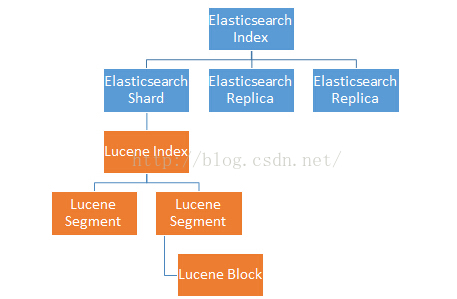 Elasticsearch
Index
Elasticsearch
Shard
Elasticsearch
Replica
Elasticsearch
Replica
Lucene Index
http://blog.csdn.net/
Lucene
Segment
Lucene
Segment
Lucene Block